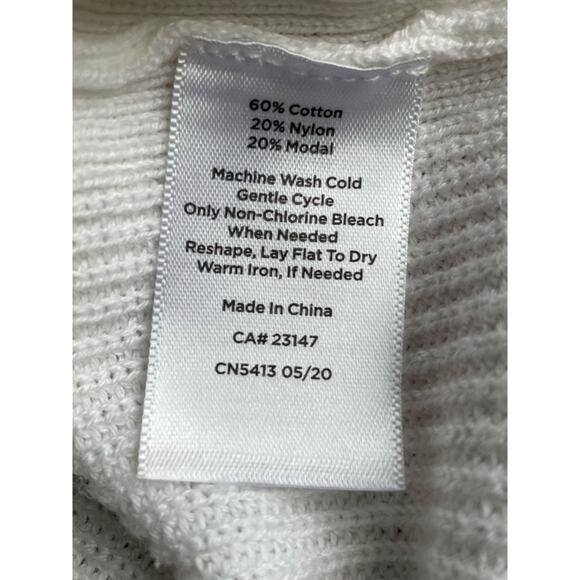 60% Cotton
20% Nylon
20% Modal
Machine Wash Cold
Gentle Cycle
Only Non-Chlorine Bleach
When Needed
Reshape, Lay Flat To Dry
Warm Iron, If Needed
Made In China
CA# 23147
CN5413 05/20